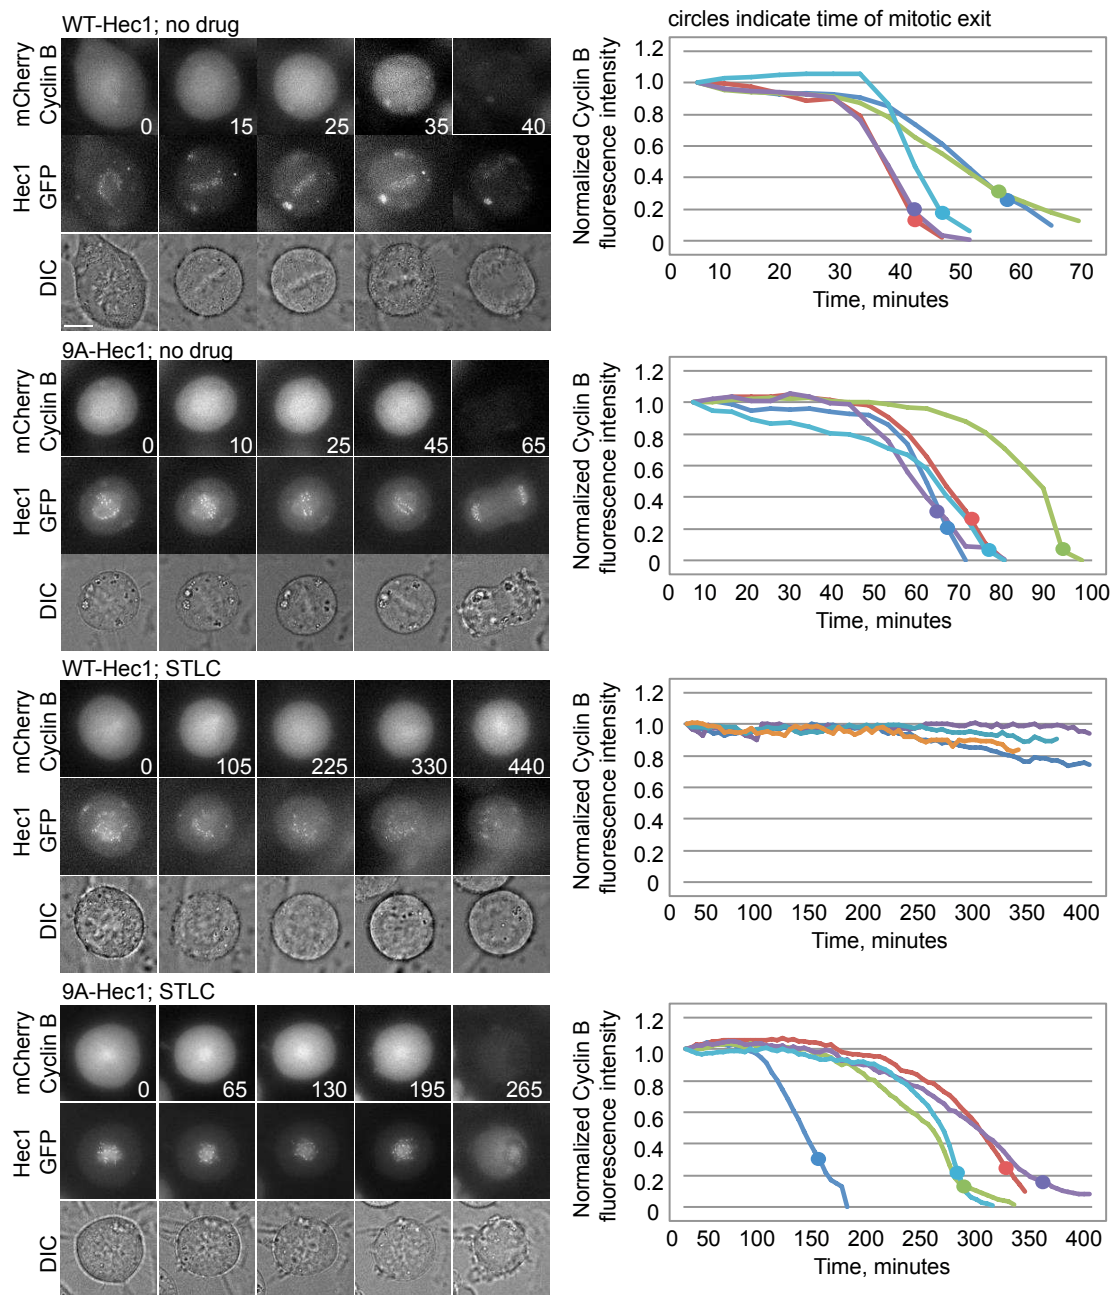 WT-Hec1; no drug
mCherry
Cyclin B
0 15 25 35 40
Hec1
GFP
DIC
circles indicate time of mitotic exit
Normalized Cyclin B
fluorescence intensity
1.2
1.0
0.8
0.6
0.4
0.2
0
0 10 20 30 40 50 60 70
Time, minutes
9A-Hec1; no drug
mCherry
Cyclin B
0 10 25 45 65
Hec1
GFP
DIC
Normalized Cyclin B
fluorescence intensity
1.2
1.0
0.8
0.6
0.4
0.2
0
0 10 20 30 40 50 60 70 80 90 100
Time, minutes
WT-Hec1; STLC
mCherry
Cyclin B
0 105 225 330 440
Hec1
GFP
DIC
Normalized Cyclin B
fluorescence intensity
1.2
1.0
0.8
0.6
0.4
0.2
0
0 50 100 150 200 250 300 350 400
Time, minutes
9A-Hec1; STLC
mCherry
Cyclin B
0 65 130 195 265
Hec1
GFP
DIC
Normalized Cyclin B
fluorescence intensity
1.2
1.0
0.8
0.6
0.4
0.2
0
0 50 100 150 200 250 300 350 400
Time, minutes